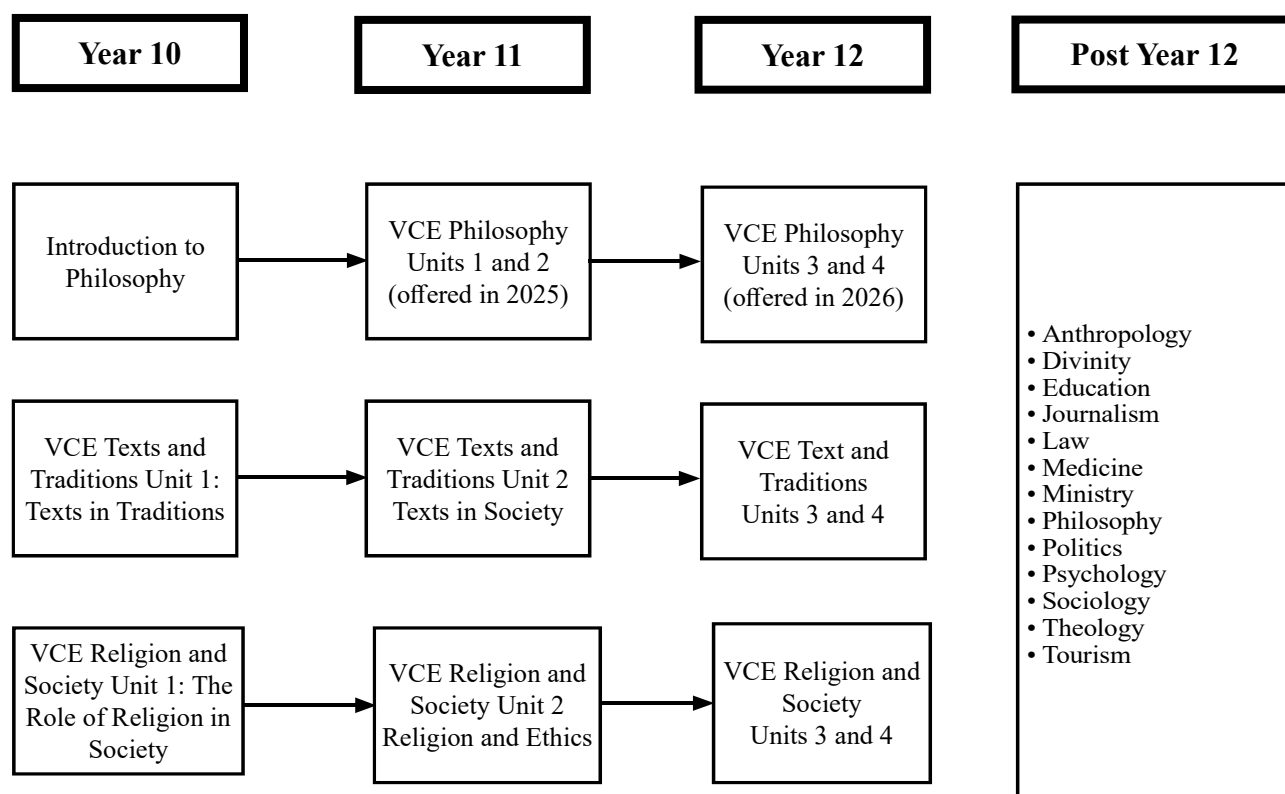 Year 10
Year 11
Year 12
Post Year 12
Introduction to
Philosophy
VCE Philosophy
Units 1 and 2
(offered in 2025)
VCE Philosophy
Units 3 and 4
(offered in 2026)
VCE Texts and
Traditions Unit 1:
Texts in Traditions
VCE Texts and
Traditions Unit 2
Texts in Society
VCE Text and
Traditions
Units 3 and 4
VCE Religion and
Society Unit 1: The
Role of Religion in
Society
VCE Religion and
Society Unit 2
Religion and Ethics
VCE Religion and
Society
Units 3 and 4
• Anthropology
• Divinity
• Education
• Journalism
• Law
• Medicine
• Ministry
• Philosophy
• Politics
• Psychology
• Sociology
• Theology
• Tourism